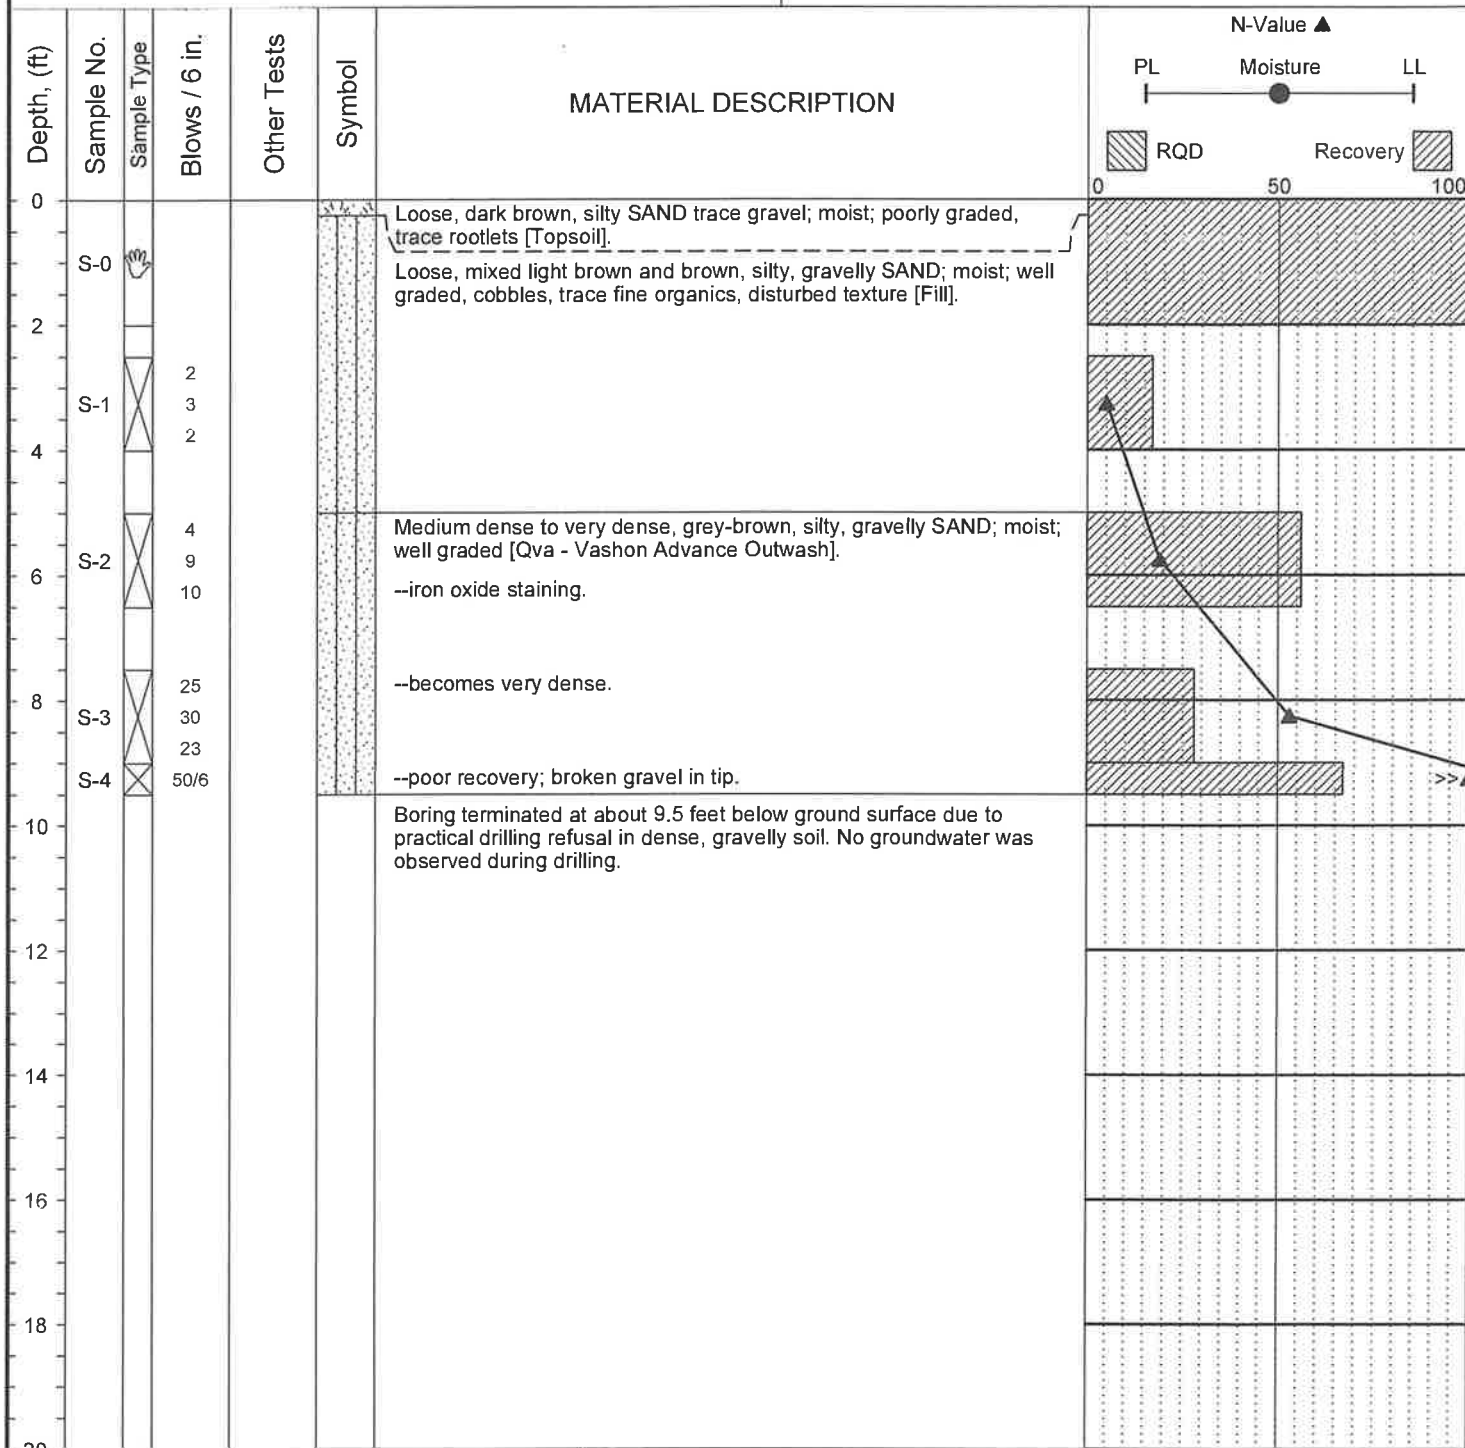 Depth, (ft)
Sample No.
Sample Type
Blows / 6 in.
Other Tests
Symbol
MATERIAL DESCRIPTION
N-Value ▲
PL Moisture LL
RQD Recovery
0 50 100
0
Loose, dark brown, silty SAND trace gravel; moist; poorly graded,
trace rootlets [Topsoil].
S-0
Loose, mixed light brown and brown, silty, gravelly SAND; moist; well
graded, cobbles, trace fine organics, disturbed texture [Fill].
2
2
S-1 3
2
4
4
Medium dense to very dense, grey-brown, silty, gravelly SAND; moist;
well graded [Qva - Vashon Advance Outwash].
S-2 9
6
10
--iron oxide staining.
25
--becomes very dense.
8
S-3 30
23
S-4 50/6
--poor recovery; broken gravel in tip.
>>
10
Boring terminated at about 9.5 feet below ground surface due to
practical drilling refusal in dense, gravelly soil. No groundwater was
observed during drilling.
12
14
16
18
20